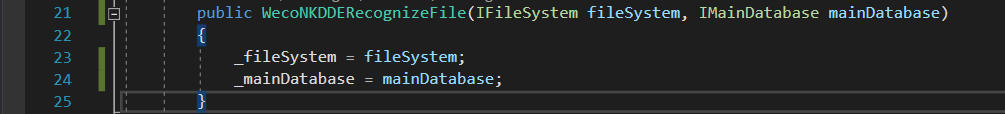 21 public WecoNKDDERecognizeFile(IFileSystem fileSystem, IMainDatabase mainDatabase)
22 {
23 _fileSystem = fileSystem;
24 _mainDatabase = mainDatabase;
25 }